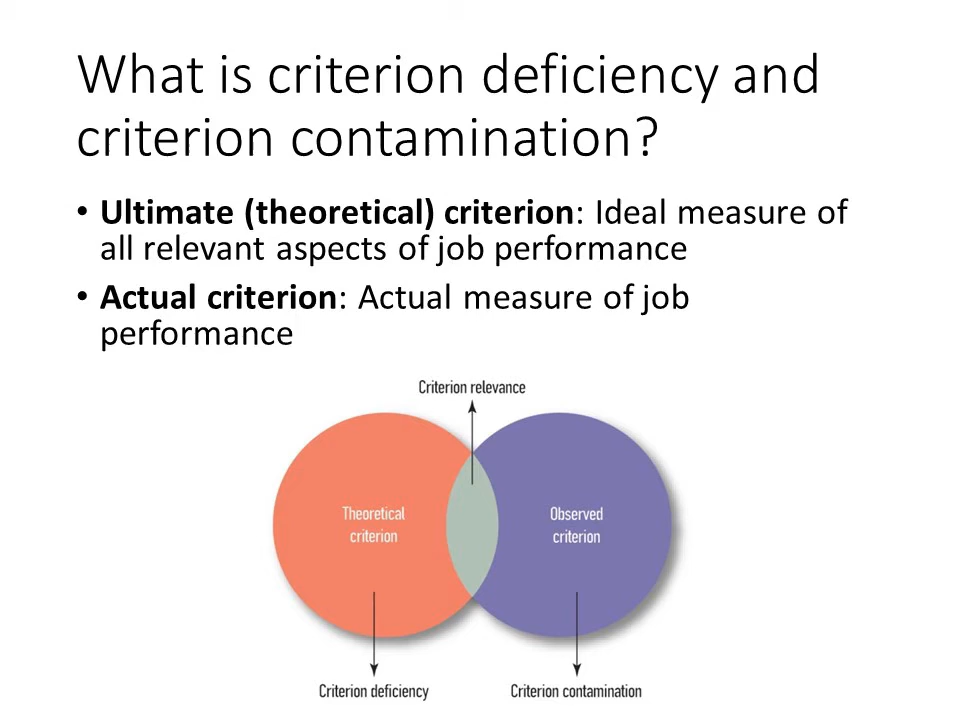 What is criterion deficiency and
criterion contamination?
• Ultimate (theoretical) criterion: Ideal measure of
all relevant aspects of job performance
• Actual criterion: Actual measure of job
performance
Criterion relevance
Theoretical
criterion
Observed
criterion
Criterion deficiency
Criterion contamination